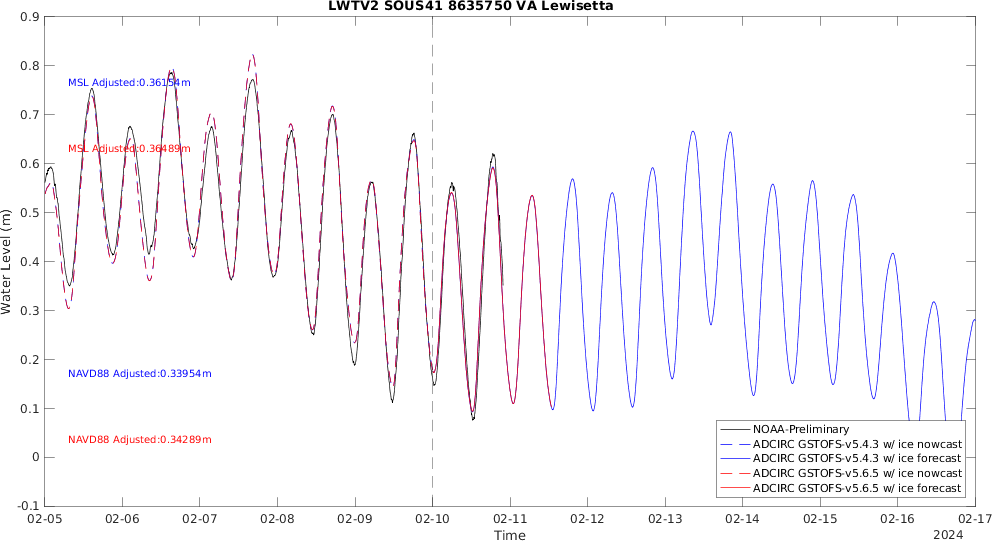 LWTV2 SOUS41 8635750 VA Lewisetta
0.9
0.8
0.7
0.6
0.5
0.4
0.3
0.2
0.1
0
-0.1
Water Level (m)
MSL Adjusted:0.36154m
MSL Adjusted:0.36489m
NAVD88 Adjusted:0.33954m
NAVD88 Adjusted:0.34289m
NOAA-Preliminary
ADCIRC GSTOFS-v5.4.3 w/ ice nowcast
ADCIRC GSTOFS-v5.4.3 w/ ice forecast
ADCIRC GSTOFS-v5.6.5 w/ ice nowcast
ADCIRC GSTOFS-v5.6.5 w/ ice forecast
02-05 02-06 02-07 02-08 02-09 02-10 02-11 02-12 02-13 02-14 02-15 02-16 02-17
Time
2024